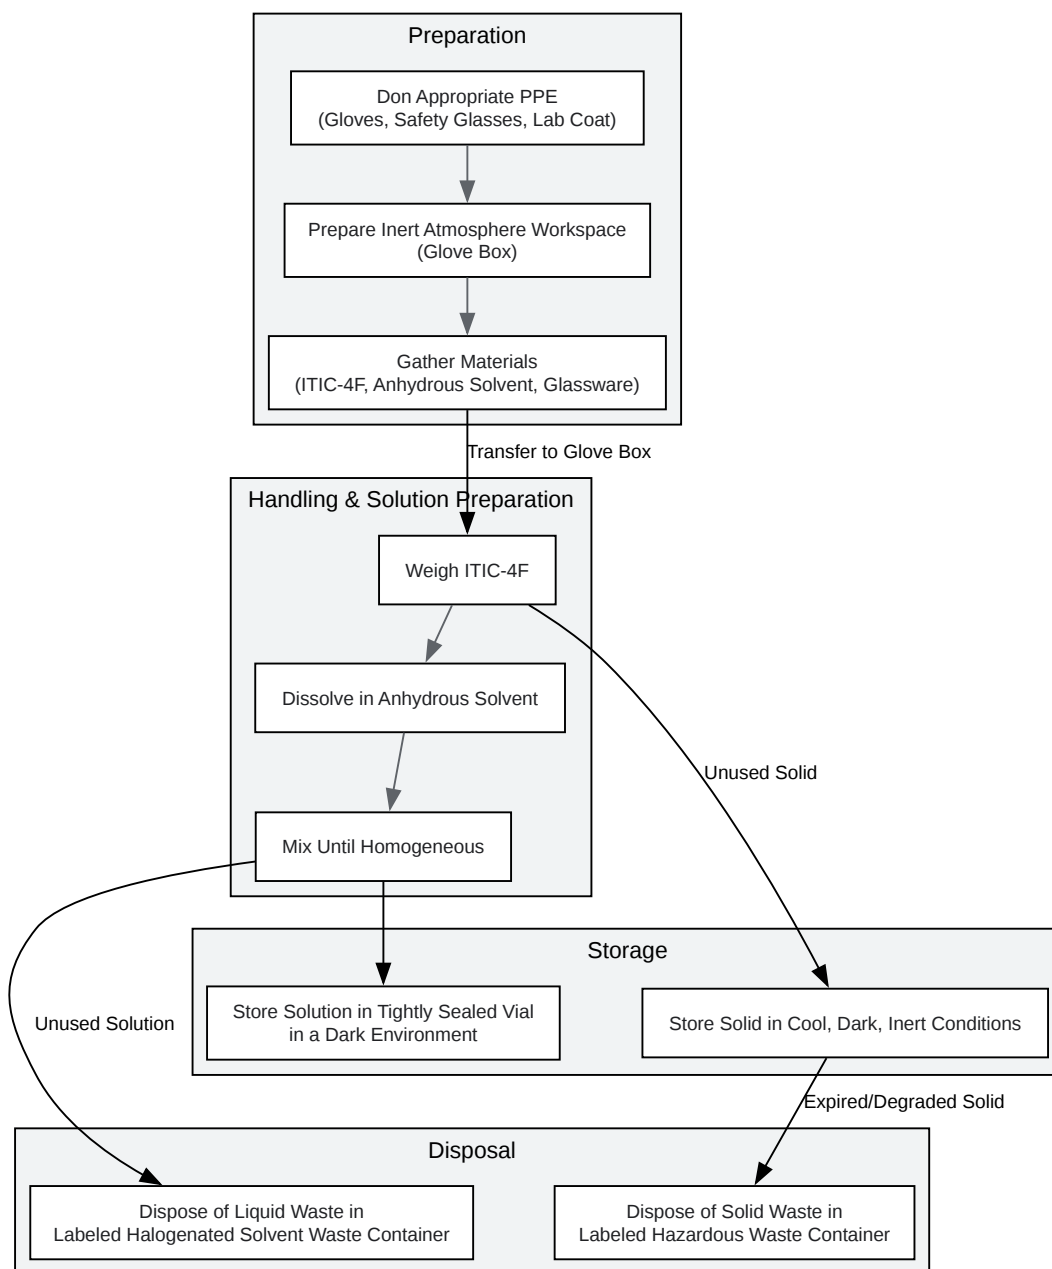 Preparation
Don Appropriate PPE
(Gloves, Safety Glasses, Lab Coat)
Prepare Inert Atmosphere Workspace
(Glove Box)
Gather Materials
(ITIC-4F, Anhydrous Solvent, Glassware)
Transfer to Glove Box
Handling & Solution Preparation
Weigh ITIC-4F
Dissolve in Anhydrous Solvent
Unused Solid
Mix Until Homogeneous
Storage
Store Solution in Tightly Sealed Vial
in a Dark Environment
Store Solid in Cool, Dark, Inert Conditions
Unused Solution
Expired/Degraded Solid
Disposal
Dispose of Liquid Waste in
Labeled Halogenated Solvent Waste Container
Dispose of Solid Waste in
Labeled Hazardous Waste Container